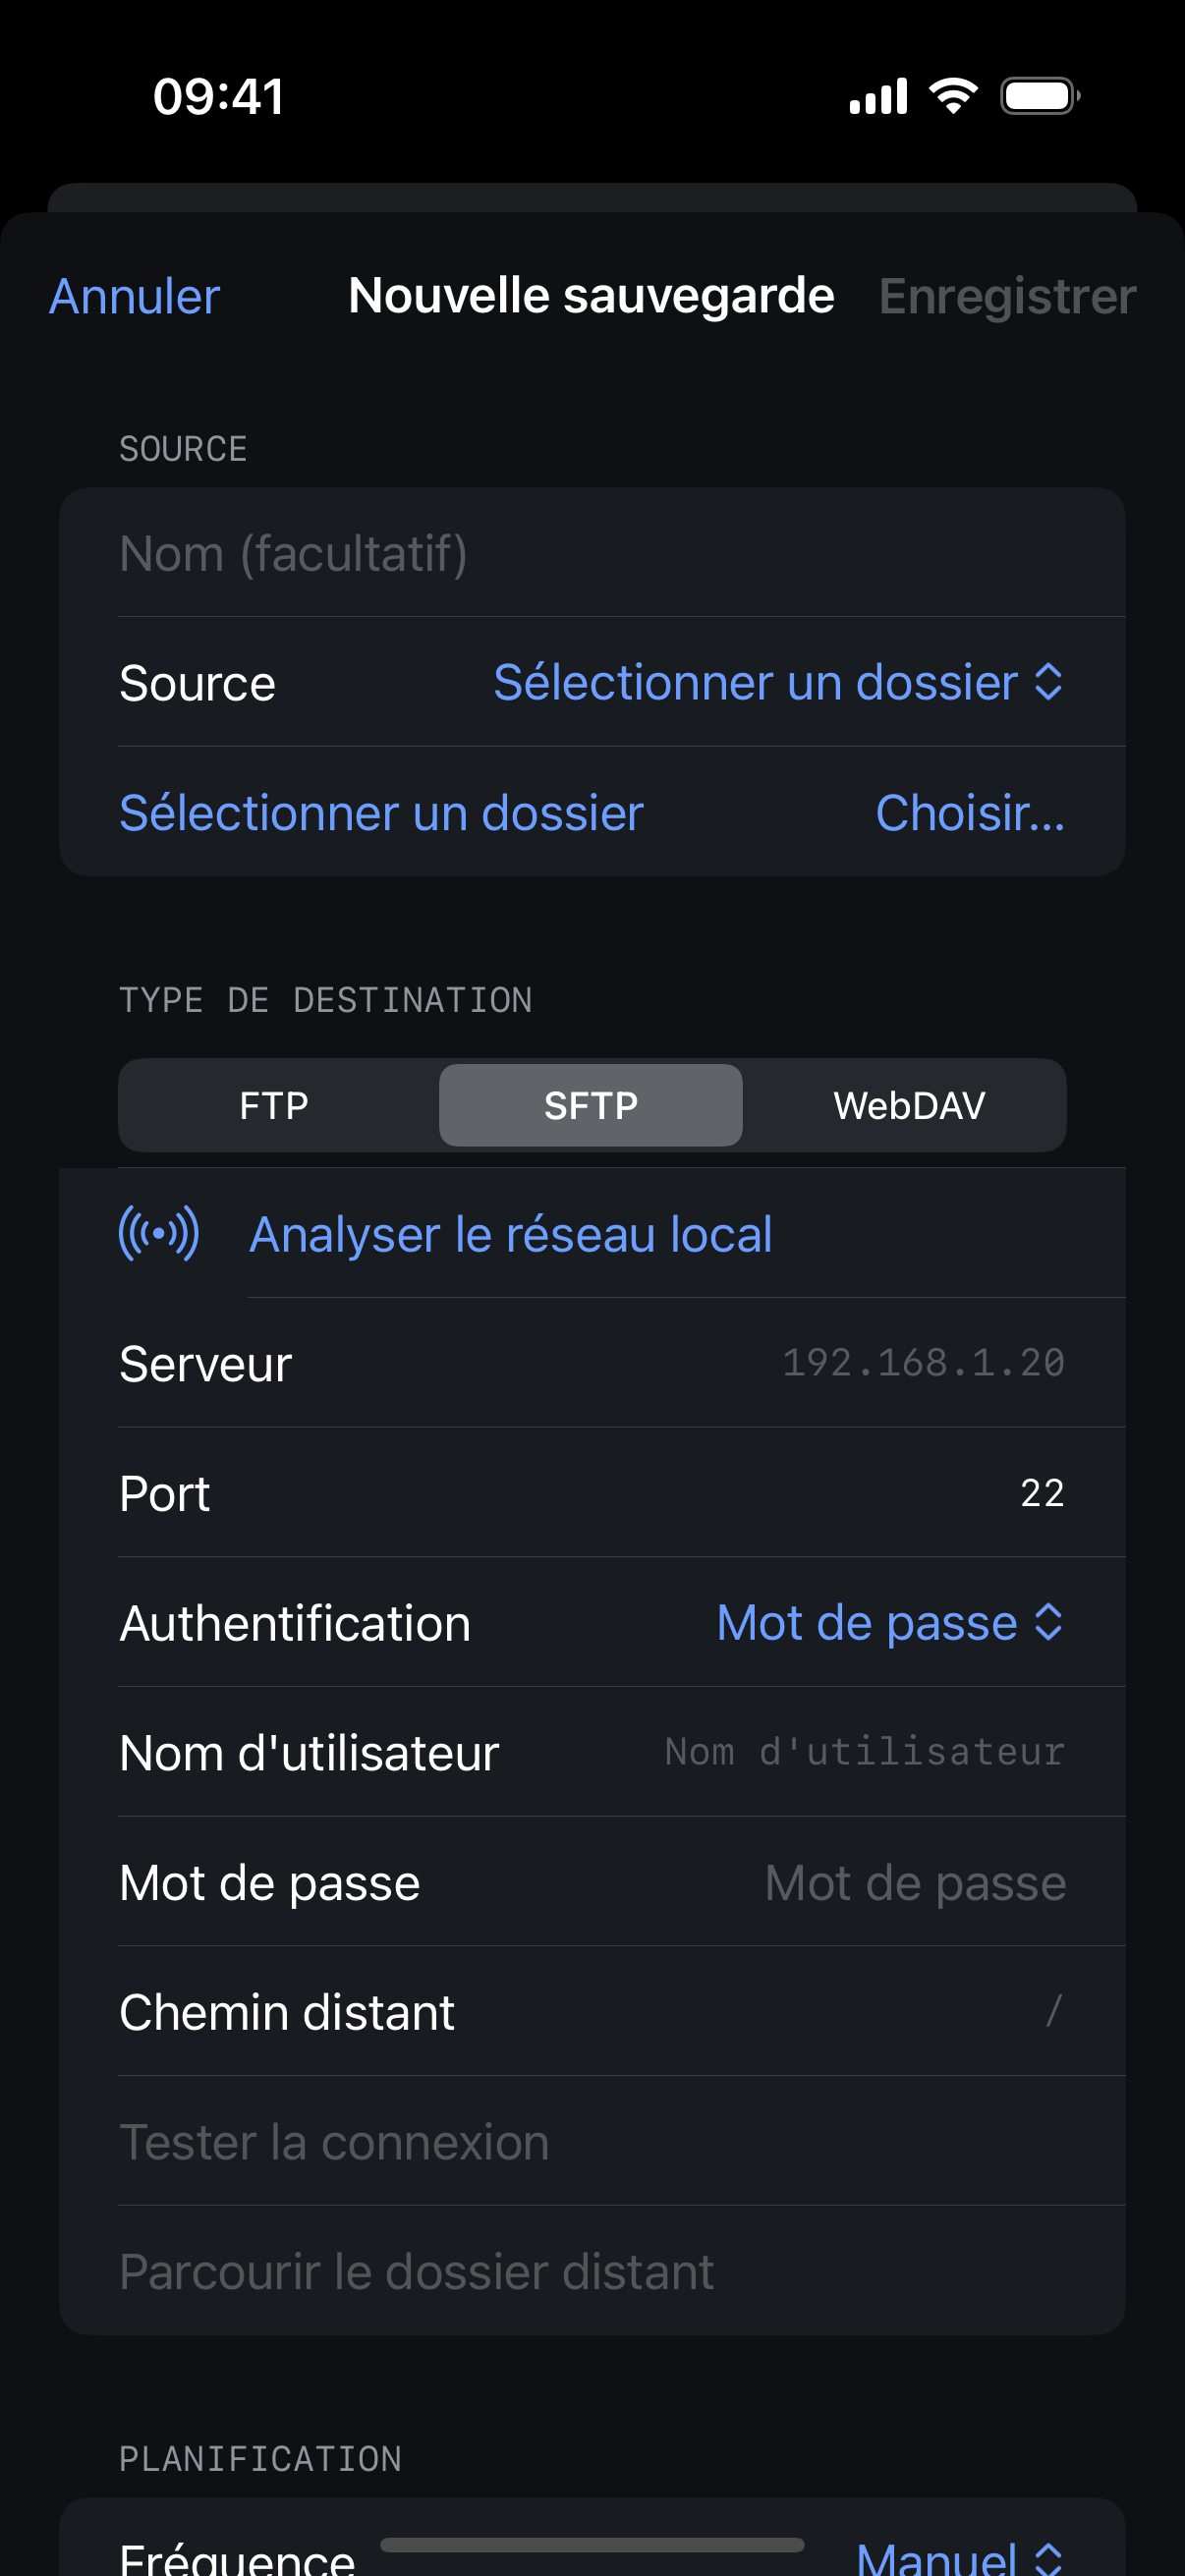 09:41
Annuler Nouvelle sauvegarde Enregistrer
SOURCE
Nom (facultatif)
Source Sélectionner un dossier
Sélectionner un dossier Choisir...
TYPE DE DESTINATION
FTP SFTP WebDAV
Analyser le réseau local
Serveur 192.168.1.20
Port 22
Authentification Mot de passe
Nom d'utilisateur Nom d'utilisateur
Mot de passe Mot de passe
Chemin distant /
Tester la connexion
Parcourir le dossier distant
PLANIFICATION
Fréquence Manuel